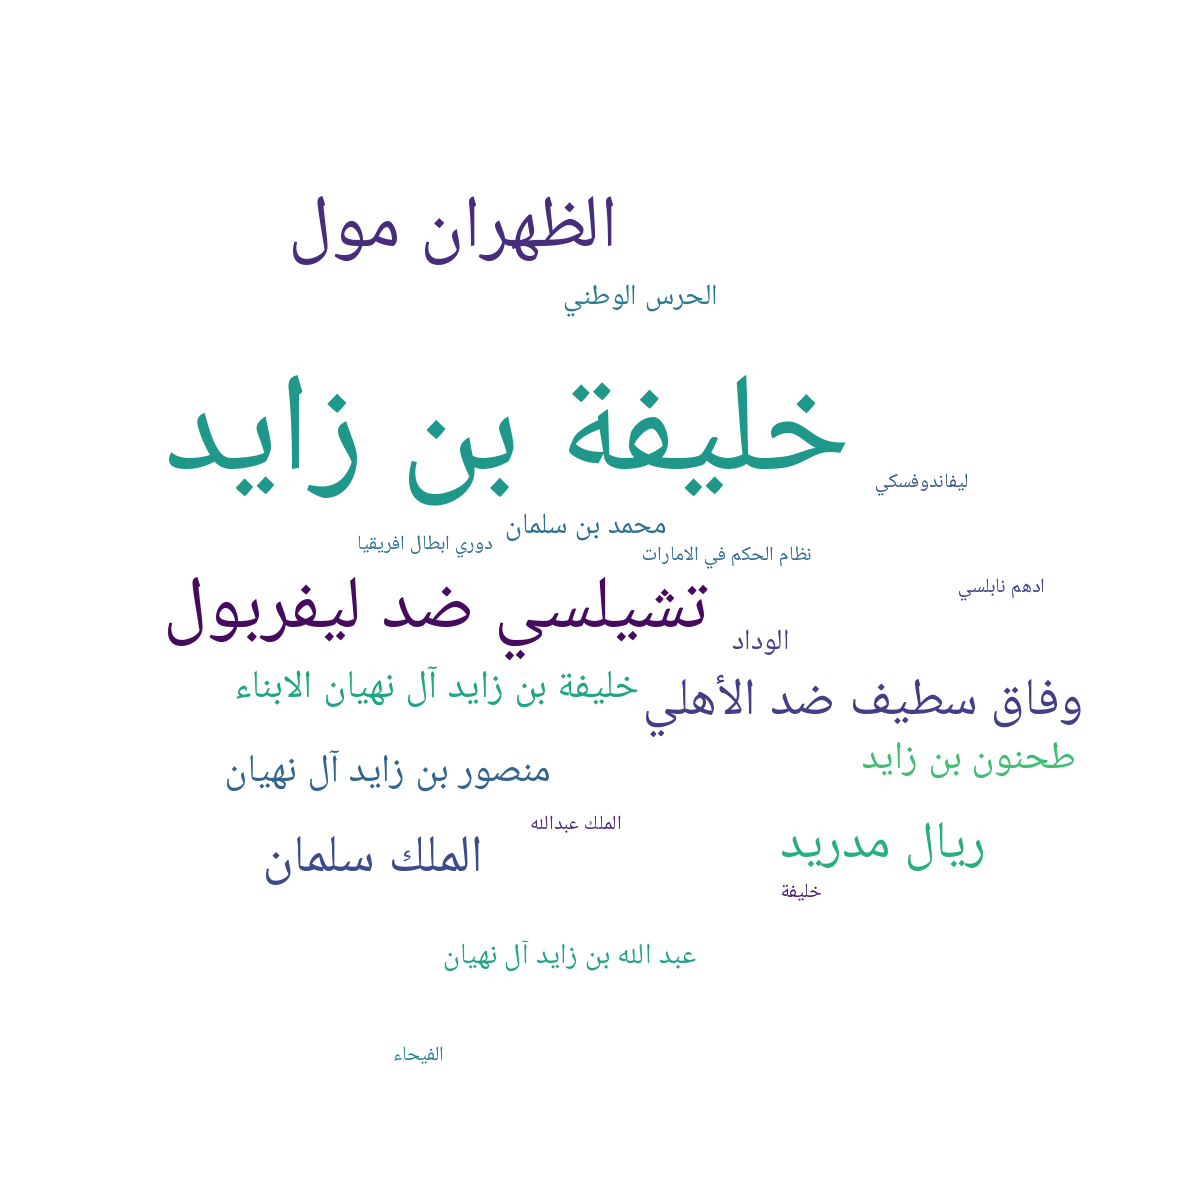 الظهران مول
الحرس الوطني
خليفة بن زايد
ليفاندوفسكي
محمد بن سلمان
دوري ابطال افريقيا
نظام الحكم في الامارات
ادهم نابلسي
تشيلسي ضد ليفربول
الوداد
خليفة بن زايد آل نهيان الابناء
وفاق سطيف ضد الأهلي
طحنون بن زايد
منصور بن زايد آل نهيان
الملك عبدالله
ريال مدريد
الملك سلمان
خليفة
عبد الله بن زايد آل نهيان
الفيحاء